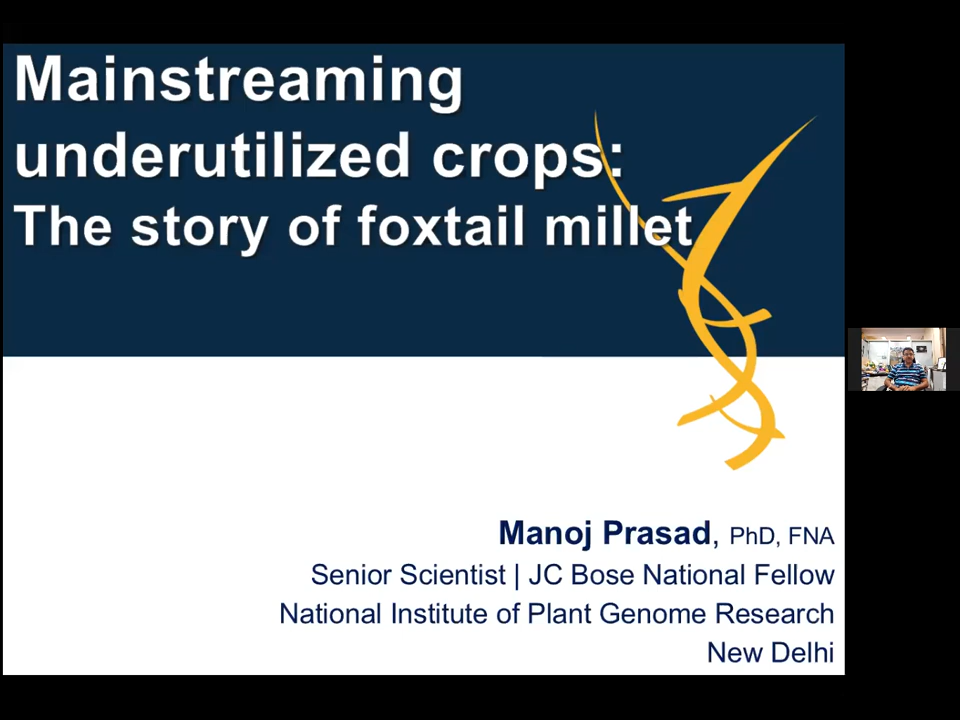 Mainstreaming
underutilized crops:
The story of foxtail millet
Manoj Prasad, PhD, FNA
Senior Scientist | JC Bose National Fellow
National Institute of Plant Genome Research
New Delhi